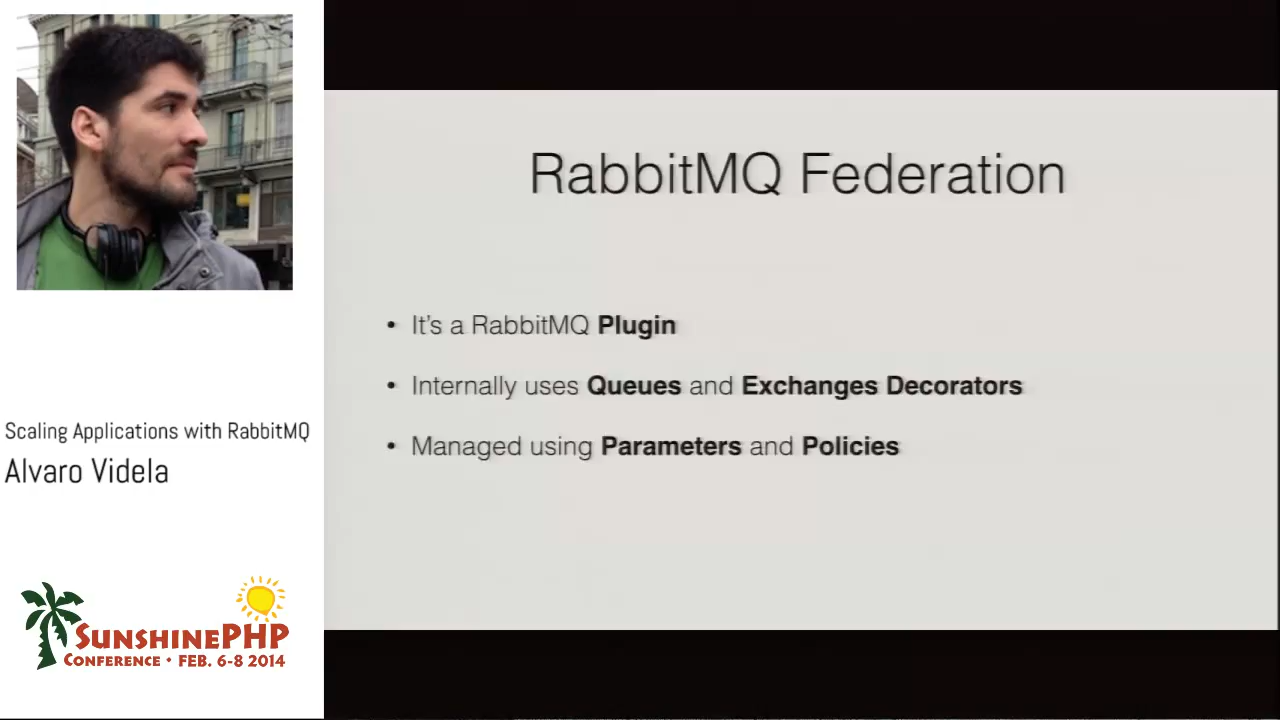 Scaling Applications with RabbitMQ
Alvaro Videla
SUNSHINEPHP
CONFERENCE • FEB. 6-8 2014
RabbitMQ Federation
• It's a RabbitMQ Plugin
• Internally uses Queues and Exchanges Decorators
• Managed using Parameters and Policies